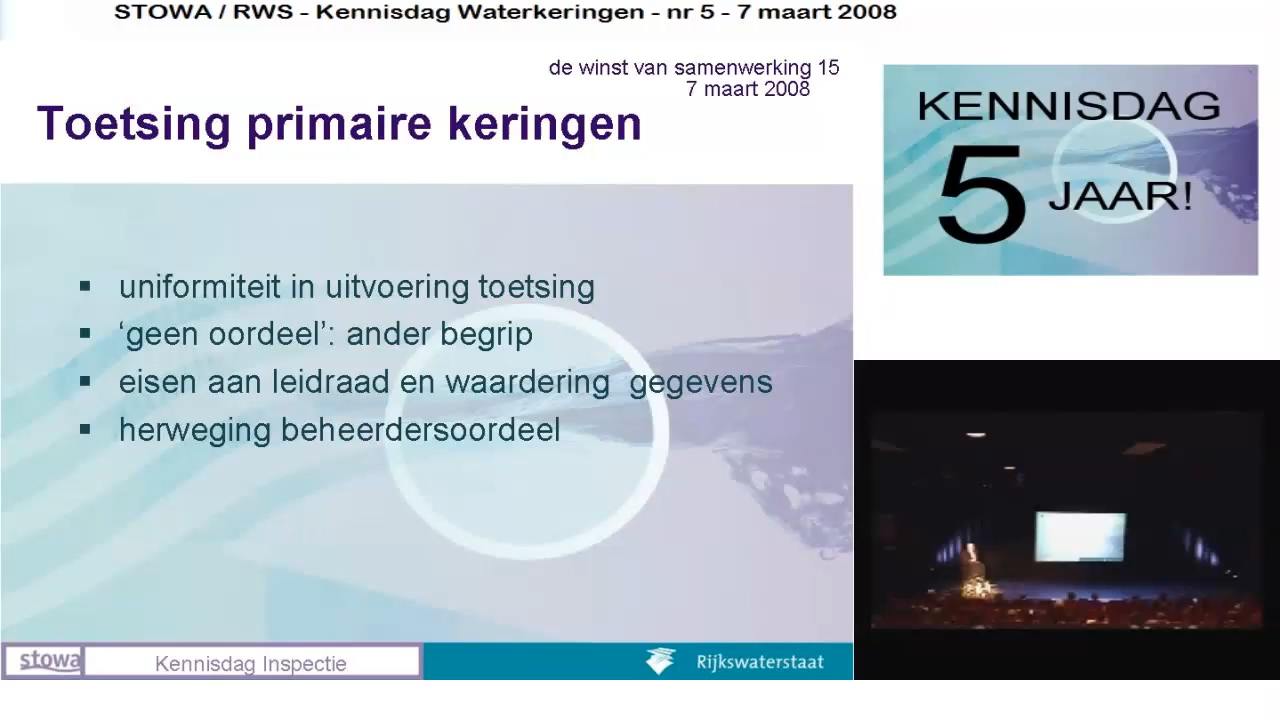 STOWA / RWS - Kennisdag Waterkeringen - nr 5 - 7 maart 2008
de winst van samenwerking 15
7 maart 2008
Toetsing primaire keringen
▪ uniformiteit in uitvoering toetsing
▪ ‘geen oordeel’: ander begrip
▪ eisen aan leidraad en waardering gegevens
▪ herweging beheerdersoordeel
stowa
Kennisdag Inspectie
Rijkswaterstaat
KENNISDAG
5 JAAR!